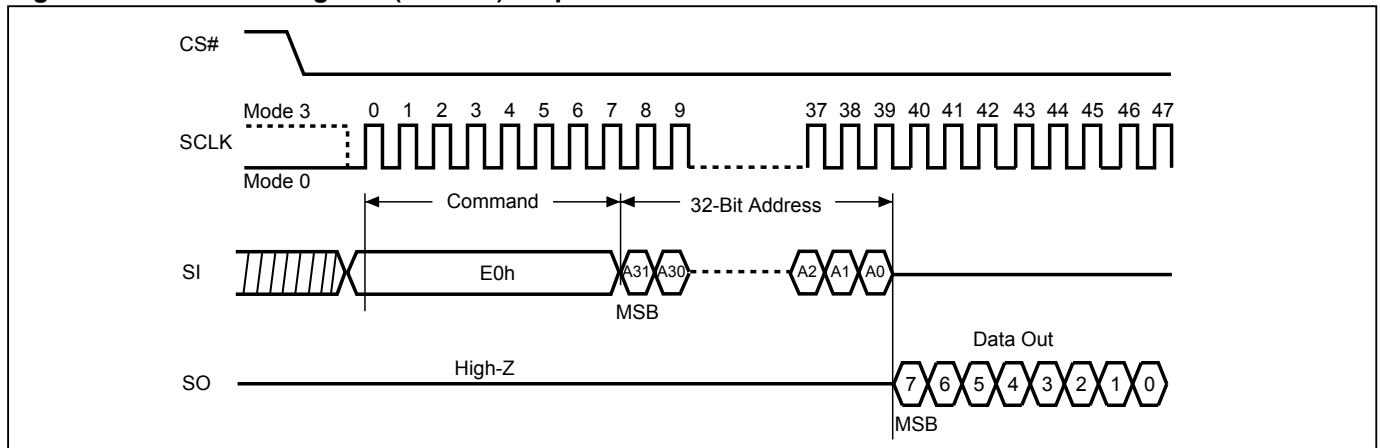 CS#
Mode 3
0 1 2 3 4 5 6 7 8 9 37 38 39 40 41 42 43 44 45 46 47
SCLK
Mode 0
Command 32-Bit Address
SI E0h A31 A30 A2 A1 A0
MSB
Data Out
High-Z
SO 7 6 5 4 3 2 1 0
MSB